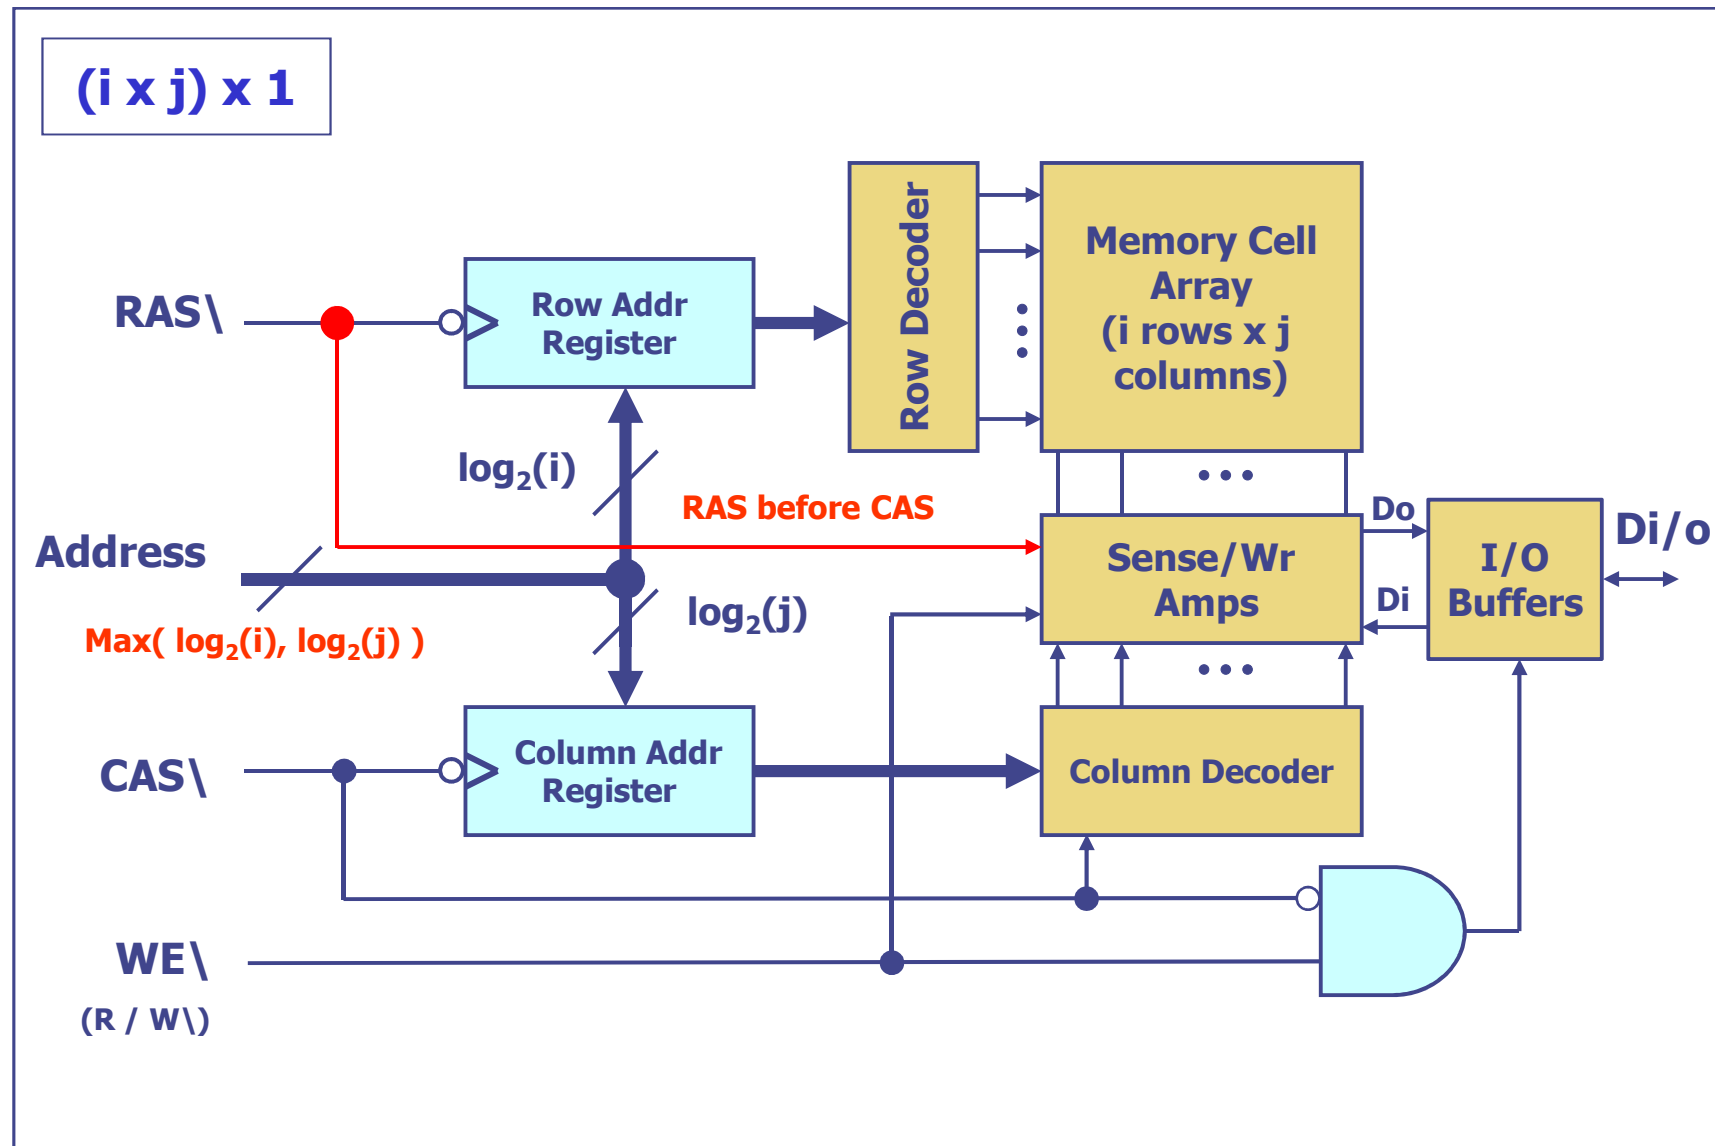 (i x j) x 1
RAS\
Row Addr
Register
Row Decoder
Memory Cell
Array
(i rows x j
columns)
log₂(i)
RAS before CAS
Address
Max( log₂(i), log₂(j) )
log₂(j)
Sense/Wr
Amps
Do
Di
I/O
Buffers
Di/o
CAS\
Column Addr
Register
Column Decoder
WE\
(R / W\)